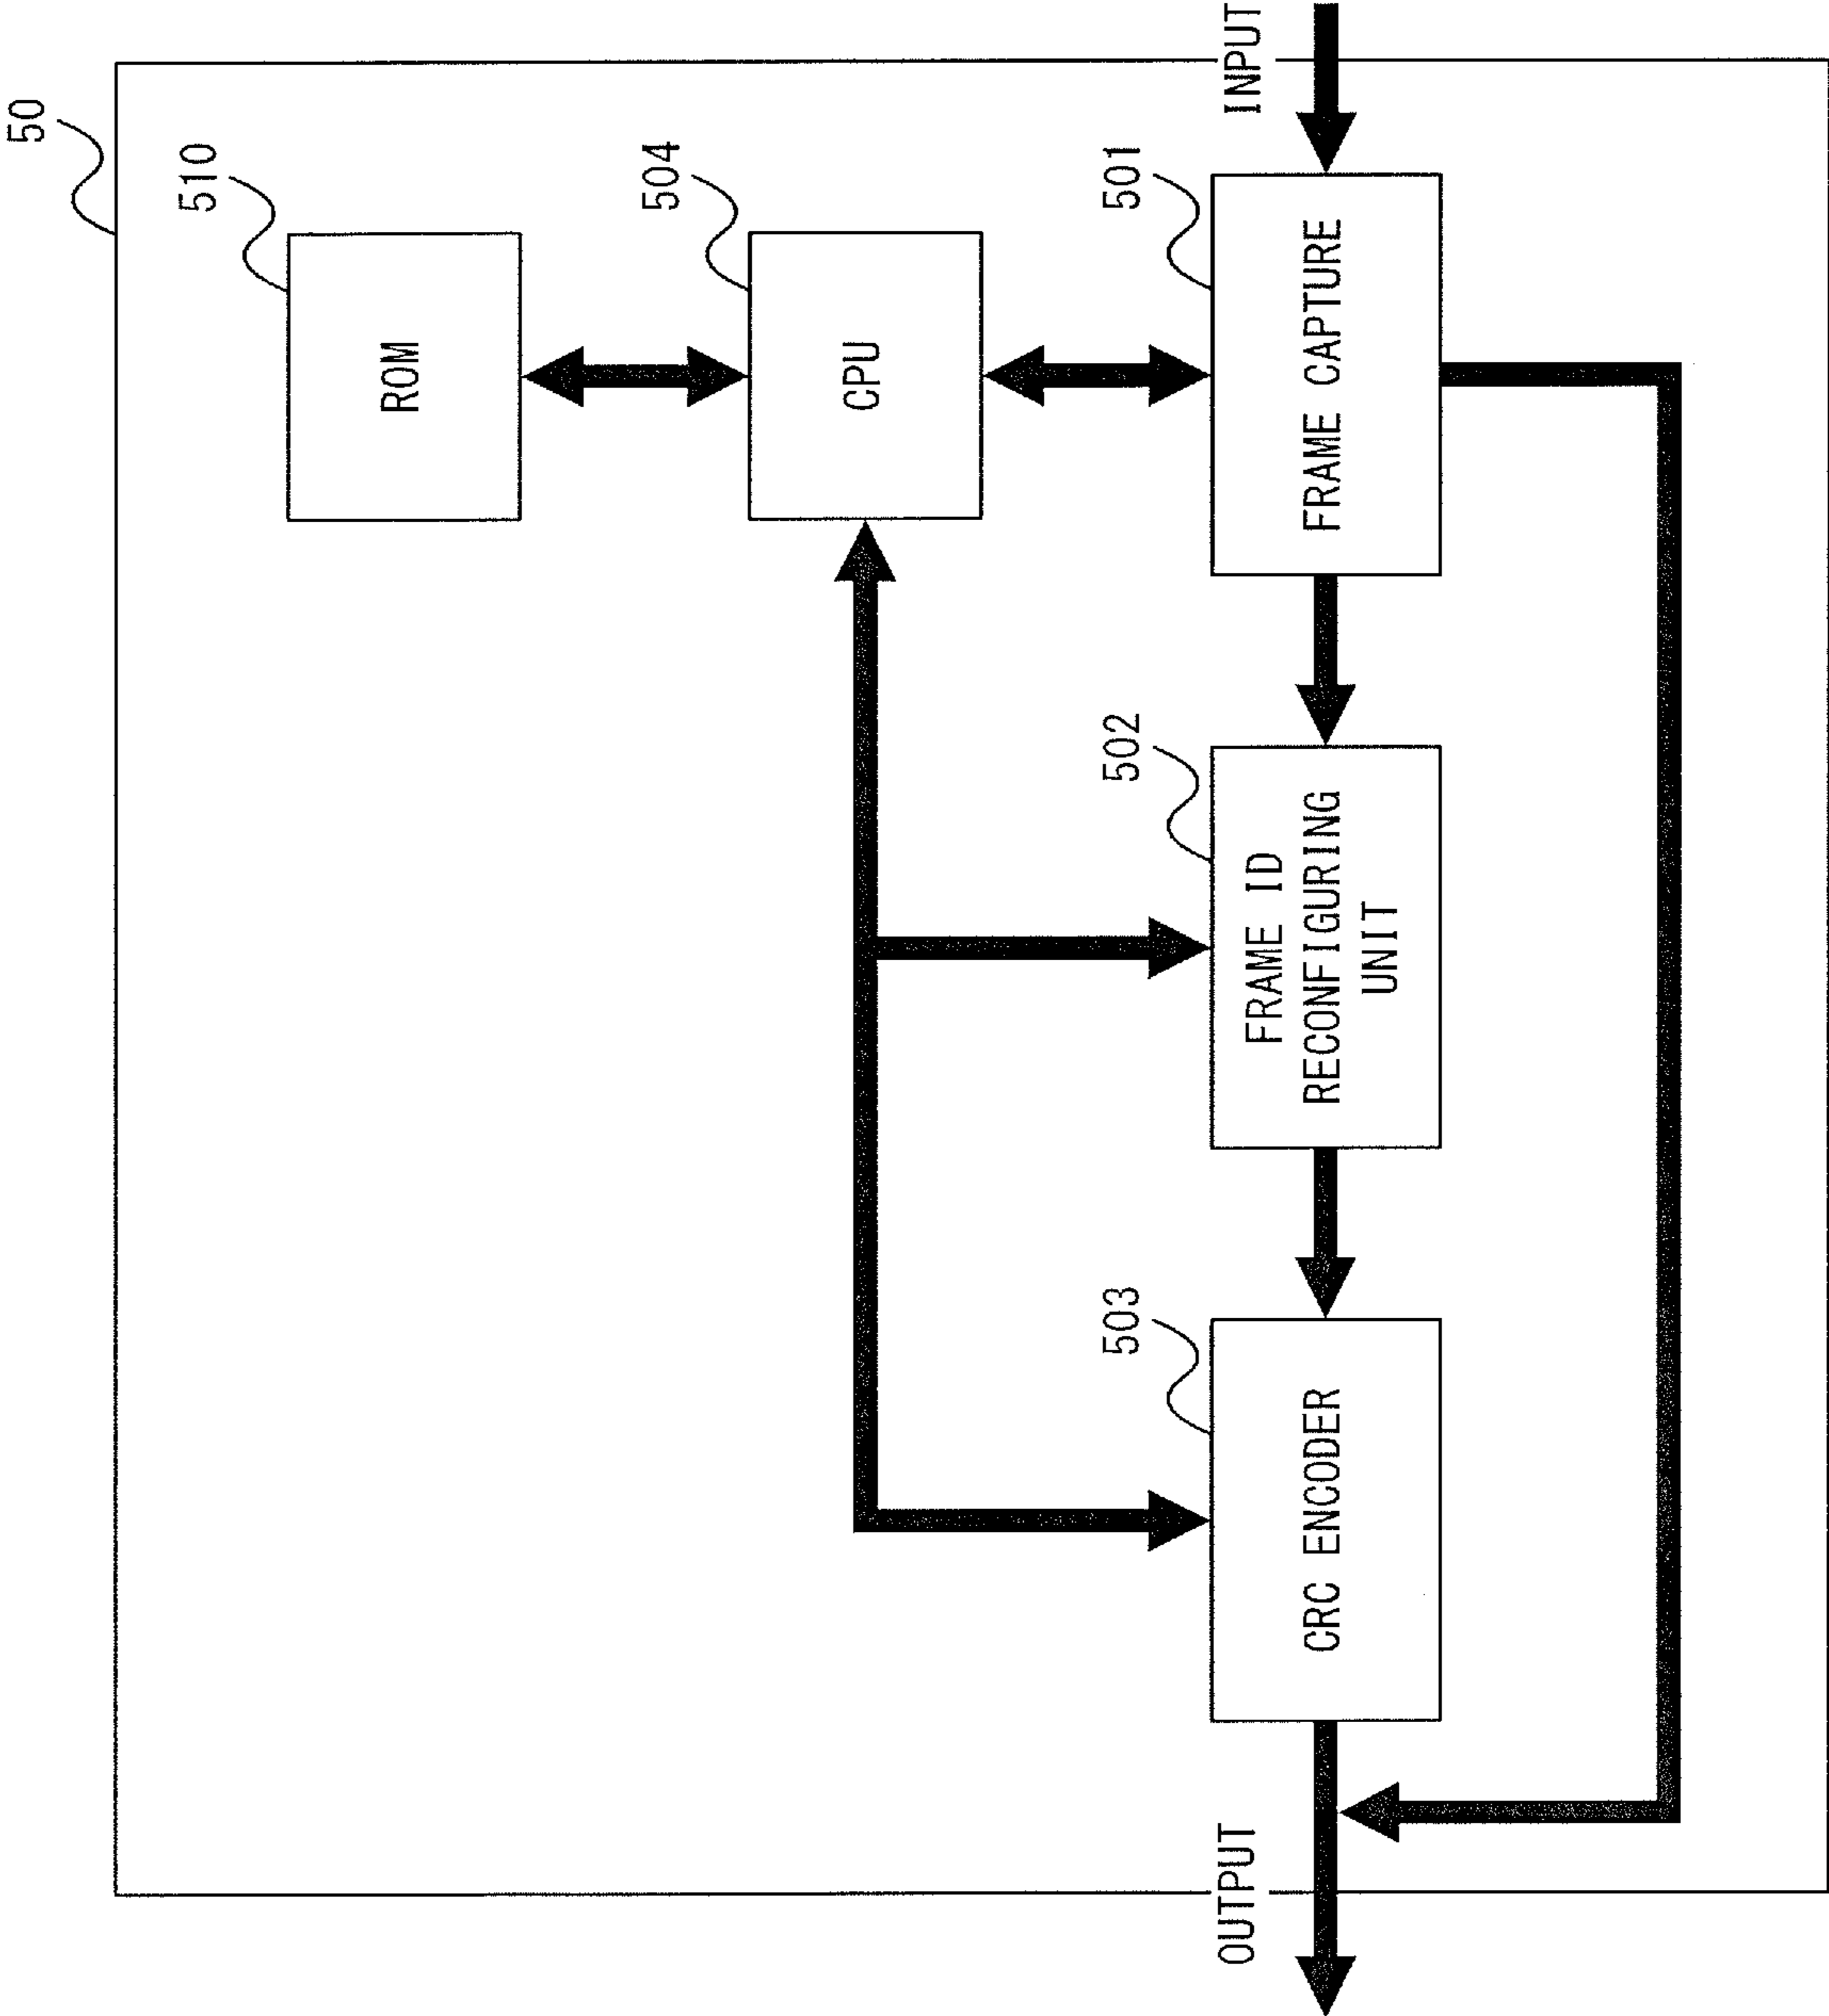 50
510
ROM
504
CPU
INPUT
501
FRAME CAPTURE
502
FRAME ID
RECONFIGURING
UNIT
503
CRC ENCODER
OUTPUT